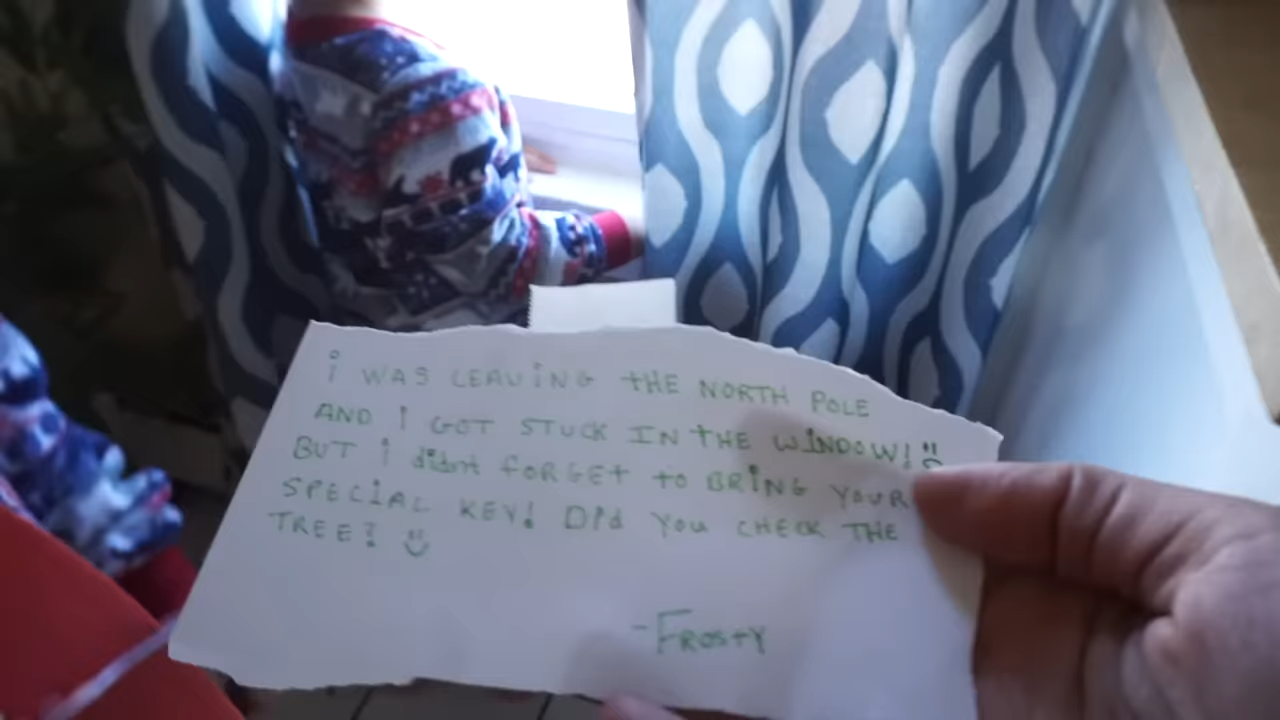 i WAS LEAViNG tHE NORTH POLE
AND i GOT STUCK IN tHE WiNDOW! :(
BUT i didnt fORGEt to BRiNG YOUR
SPECiAL KEY! Did You CHECK THE
TREE? :)
-FROStY